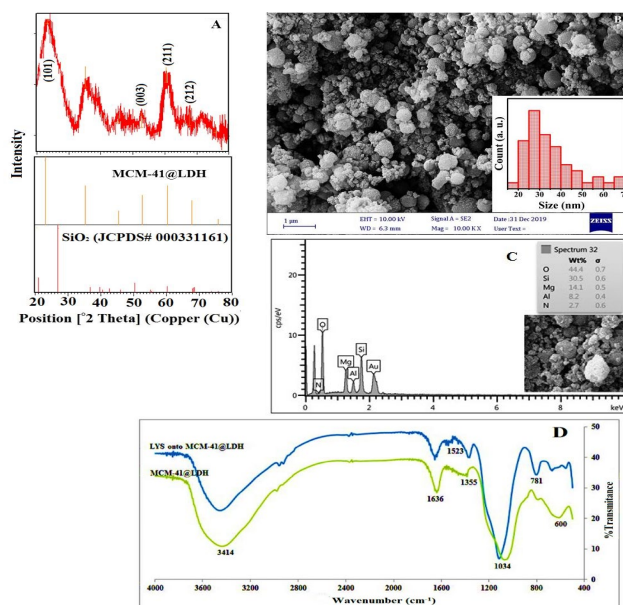 A
(101)
(003)
(211)
(212)
Intensity
MCM-41@LDH
SiO₂ (JCPDS# 000331161)
20 30 40 50 60 70 80
Position [°2 Theta] (Copper (Cu))
B
Count (a. u.)
20 30 40 50 60
Size (nm)
1 µm
EHT = 10.00 kV
WD = 6.3 mm
Signal A = SE2
Mag = 10.00 K X
Date :31 Dec 2019
User Text =
ZEISS
C
Spectrum 32
Wt% σ
O 44.4 0.7
Si 30.5 0.6
Mg 14.1 0.5
Al 8.2 0.4
N 2.7 0.6
cps/eV
20
10
0
N
O
Mg
Al
Si
Au
0 2 4 6 8
keV
D
LYS onto MCM-41@LDH
MCM-41@LDH
3414
1636
1523
1355
1034
781
600
%Transmitance
50
40
30
20
10
0
4000 3600 3200 2800 2400 2000 1600 1200 800 400
Wavenumber (cm⁻¹)